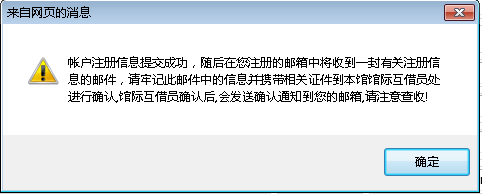 来自网页的消息
帐户注册信息提交成功，随后在您注册的邮箱中将收到一封有关注册信
息的邮件，请牢记此邮件中的信息并携带相关证件到本馆馆际互借员处
进行确认,馆际互借员确认后,会发送确认通知到您的邮箱,请注意查收!
确定